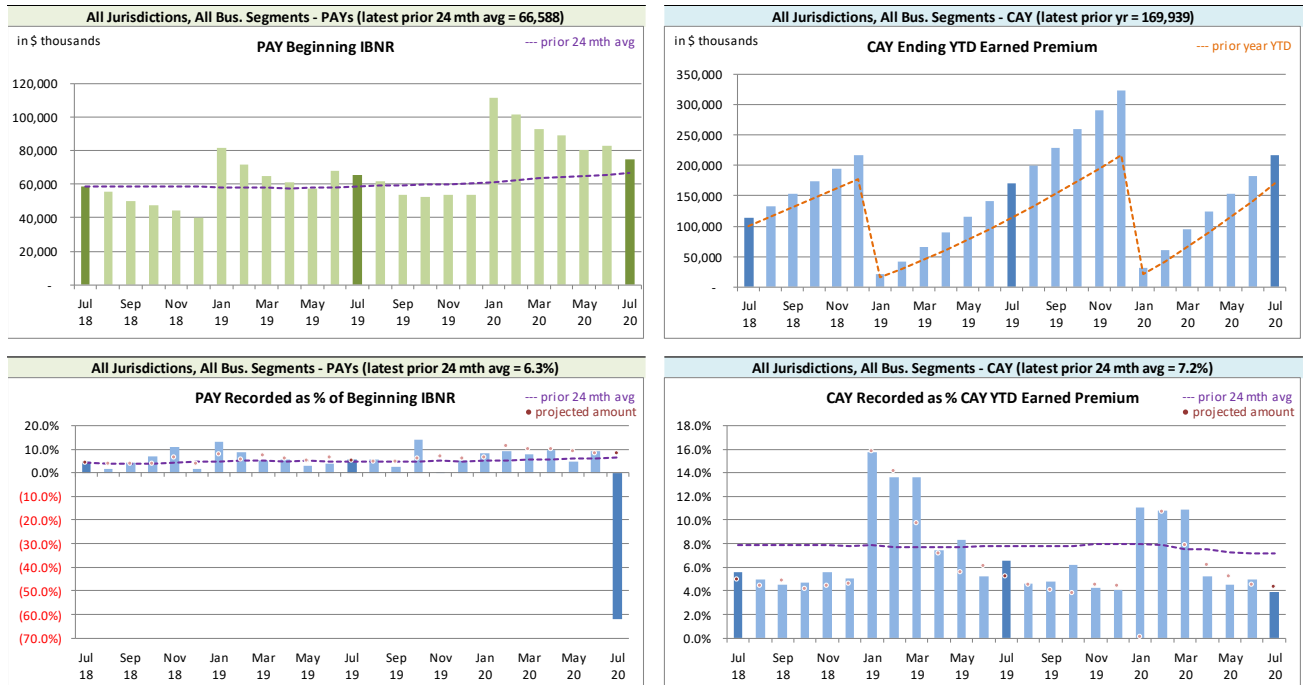 All Jurisdictions, All Bus. Segments - PAYs (latest prior 24 mth avg = 66,588)
in $ thousands
PAY Beginning IBNR
--- prior 24 mth avg
120,000
100,000
80,000
60,000
40,000
20,000
-
Jul Sep Nov Jan Mar May Jul Sep Nov Jan Mar May Jul
18 18 18 19 19 19 19 19 19 20 20 20 20
All Jurisdictions, All Bus. Segments - CAY (latest prior yr = 169,939)
in $ thousands
CAY Ending YTD Earned Premium
--- prior year YTD
350,000
300,000
250,000
200,000
150,000
100,000
50,000
-
Jul Sep Nov Jan Mar May Jul Sep Nov Jan Mar May Jul
18 18 18 19 19 19 19 19 19 20 20 20 20
All Jurisdictions, All Bus. Segments - PAYs (latest prior 24 mth avg = 6.3%)
PAY Recorded as % of Beginning IBNR
--- prior 24 mth avg
• projected amount
20.0%
10.0%
0.0%
(10.0%)
(20.0%)
(30.0%)
(40.0%)
(50.0%)
(60.0%)
(70.0%)
Jul Sep Nov Jan Mar May Jul Sep Nov Jan Mar May Jul
18 18 18 19 19 19 19 19 19 20 20 20 20
All Jurisdictions, All Bus. Segments - CAY (latest prior 24 mth avg = 7.2%)
CAY Recorded as % CAY YTD Earned Premium
--- prior 24 mth avg
• projected amount
18.0%
16.0%
14.0%
12.0%
10.0%
8.0%
6.0%
4.0%
2.0%
0.0%
Jul Sep Nov Jan Mar May Jul Sep Nov Jan Mar May Jul
18 18 18 19 19 19 19 19 19 20 20 20 20